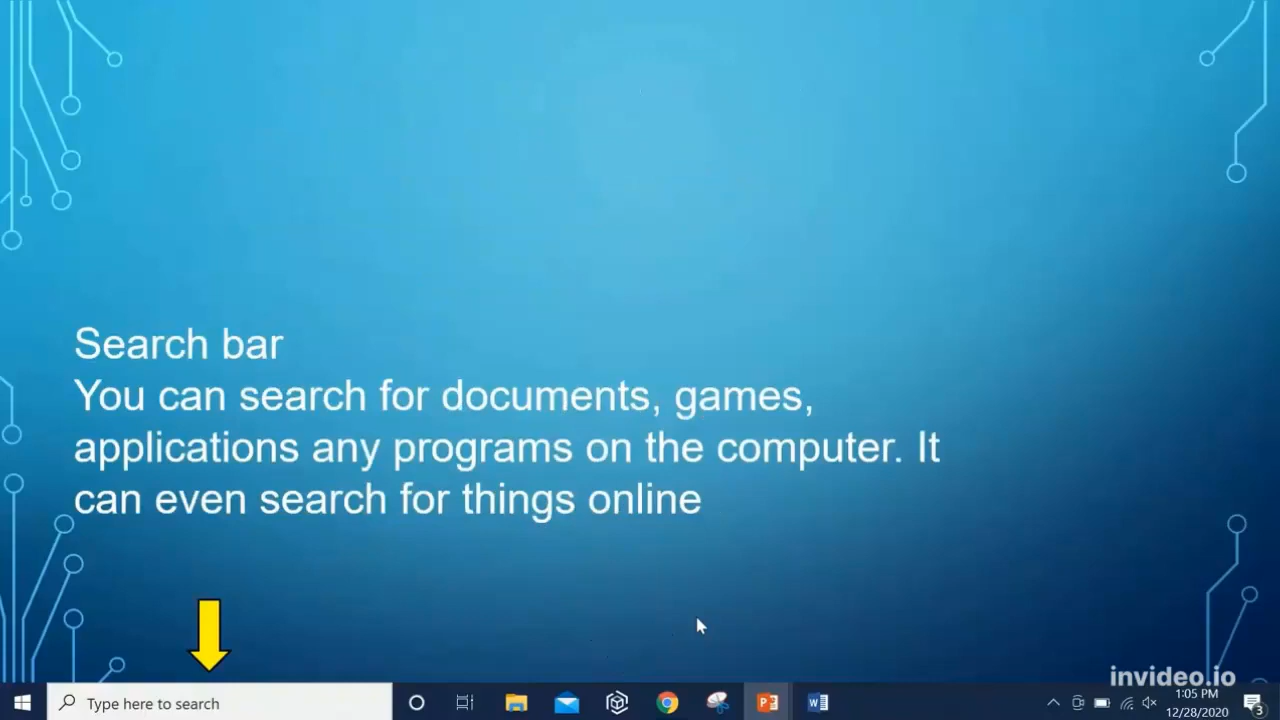 Search bar
You can search for documents, games,
applications any programs on the computer. It
can even search for things online
invideo.io
Type here to search
1:05 PM
12/28/2020
3